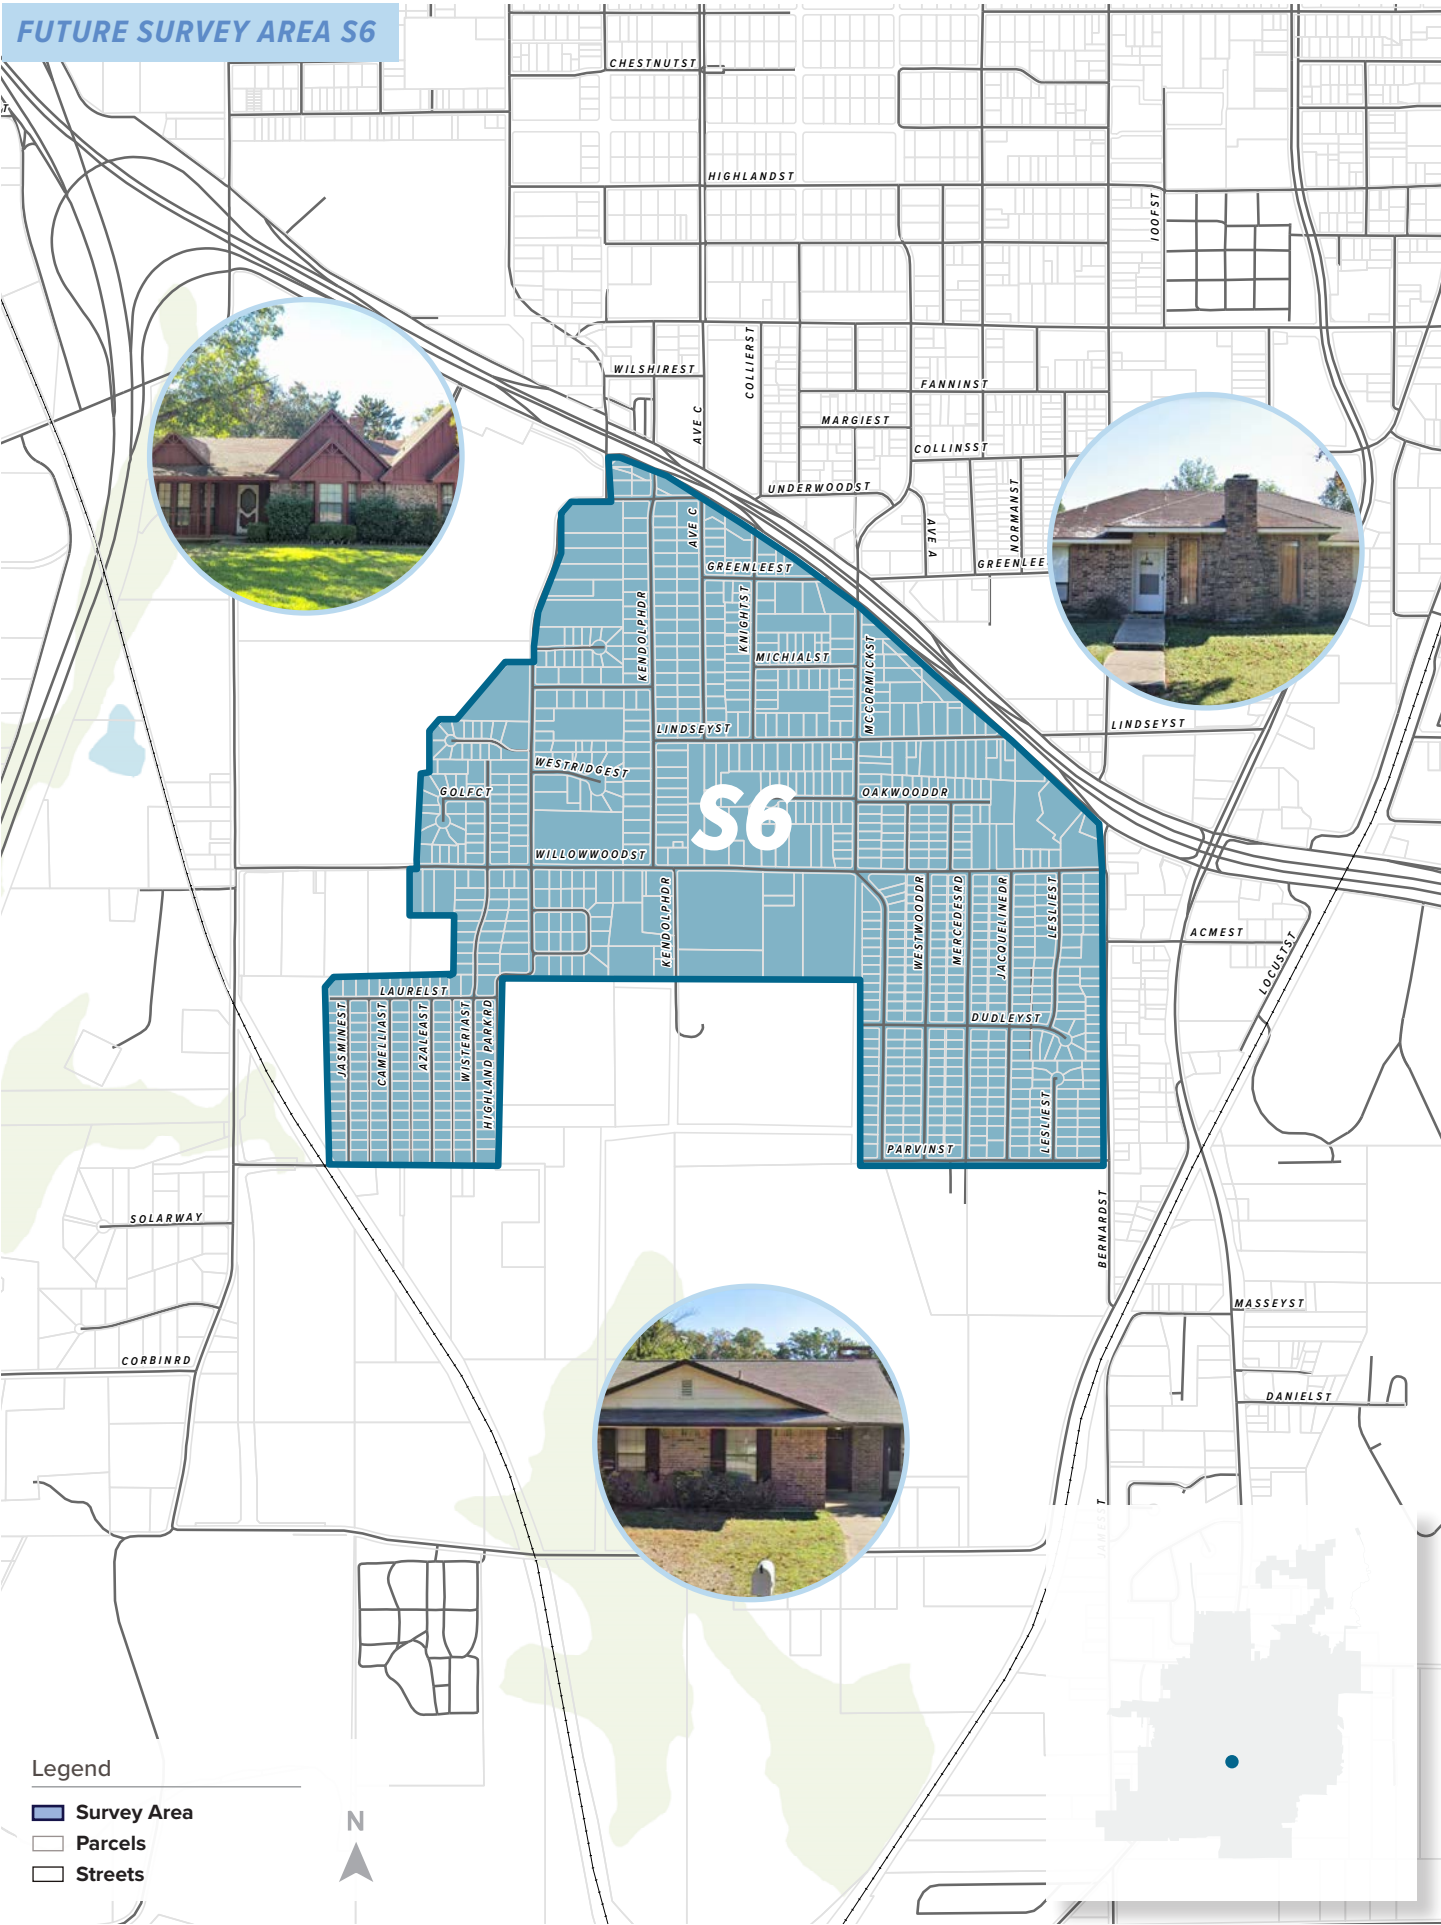 FUTURE SURVEY AREA S6
CHESTNUTST
HIGHLANDST
IOOFST
WILSHIREST
COLLIERST
FANNINST
AVE C
MARGIEST
COLLINSST
UNDERWOODST
NORMANST
AVE C
AVE A
GREENLEEST
GREENLEE
KENDOLPHDR
KNIGHTST
MICHIALST
MCCORMICKST
LINDSEYST
LINDSEYST
WESTRIDGEST
GOLFCT
OAKWOODDR
S6
WILLOWWOODST
KENDOLPHDR
WESTWOODDR
MERCEDESRD
JACQUELINEDR
LESLIEST
ACMEST
LOCUSTST
LAURELST
JASMINEST
CAMELLIAST
AZALEAST
WISTERIAST
HIGHLAND PARKRD
DUDLEYST
LESLIEST
PARVINST
BERNARDST
SOLARWAY
MASSEYST
CORBINRD
DANIELST
JAMESST
Legend
Survey Area
Parcels
Streets
N